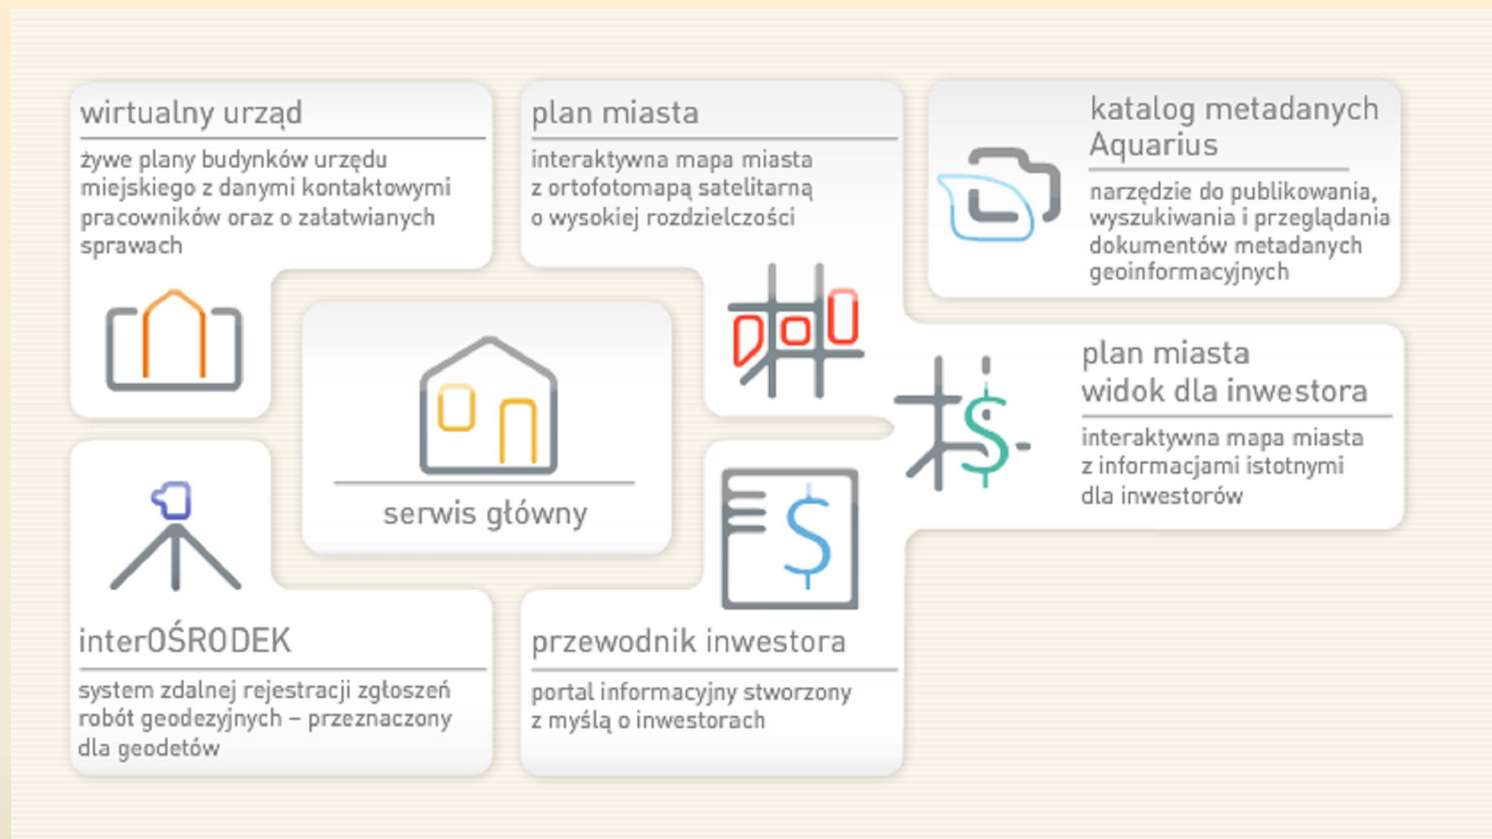 wirtualny urząd
żywe plany budynków urzędu
miejskiego z danymi kontaktowymi
pracowników oraz o załatwianych
sprawach
plan miasta
interaktywna mapa miasta
z ortofotomapą satelitarną
o wysokiej rozdzielczości
katalog metadanych
Aquarius
narzędzie do publikowania,
wyszukiwania i przeglądania
dokumentów metadanych
geoinformacyjnych
serwis główny
plan miasta
widok dla inwestora
interaktywna mapa miasta
z informacjami istotnymi
dla inwestorów
interOŚRODEK
system zdalnej rejestracji zgłoszeń
robót geodezyjnych – przeznaczony
dla geodetów
przewodnik inwestora
portal informacyjny stworzony
z myślą o inwestorach